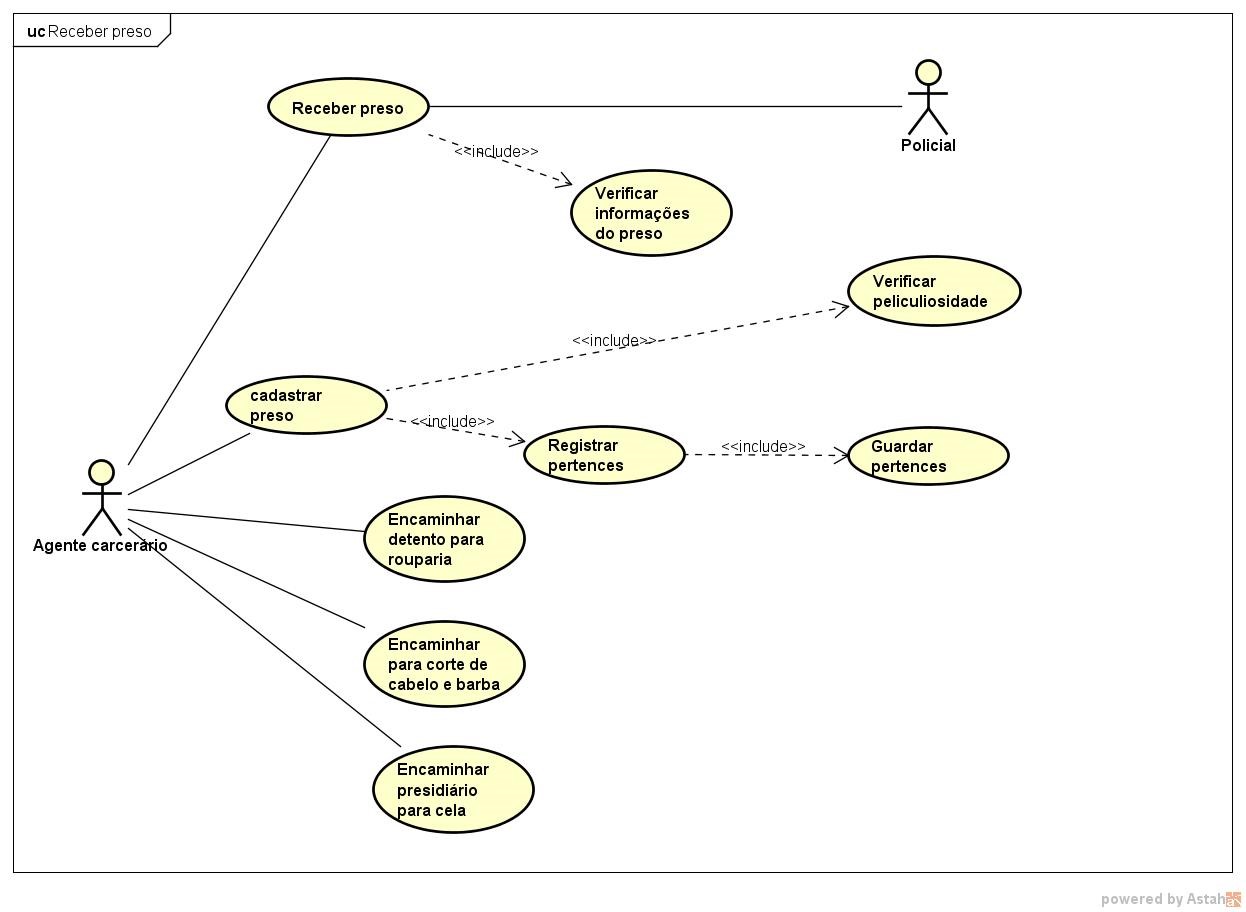 uc Receber preso
Receber preso
Policial
<<include>>
Verificar
informações
do preso
Verificar
peliculiosidade
<<include>>
cadastrar
preso
<<include>>
Registrar
pertences
<<include>>
Guardar
pertences
Agente carcerário
Encaminhar
detento para
rouparia
Encaminhar
para corte de
cabelo e barba
Encaminhar
presidiário
para cela
powered by Astah